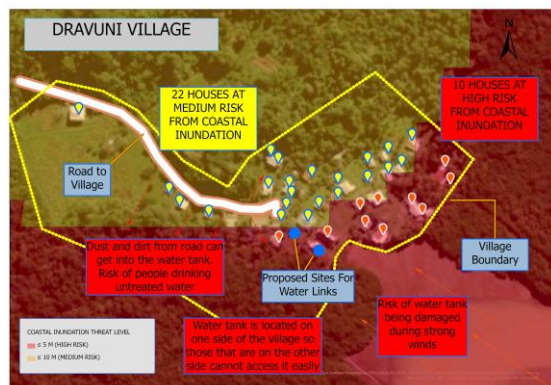 DRAVUNI VILLAGE
N
22 HOUSES AT
MEDIUM RISK
FROM COASTAL
INUNDATION
10 HOUSES AT
HIGH RISK
FROM COASTAL
INUNDATION
Road to
Village
Dust and dirt from road can
get into the water tank.
Risk of people drinking
untreated water
Proposed Sites For
Water Links
Village
Boundary
Water tank is located on
one side of the village so
those that are on the other
side cannot access it easily
Risk of water tank
being damaged
during strong
winds
COASTAL INUNDATION THREAT LEVEL
≤ 5 M (HIGH RISK)
≤ 10 M (MEDIUM RISK)